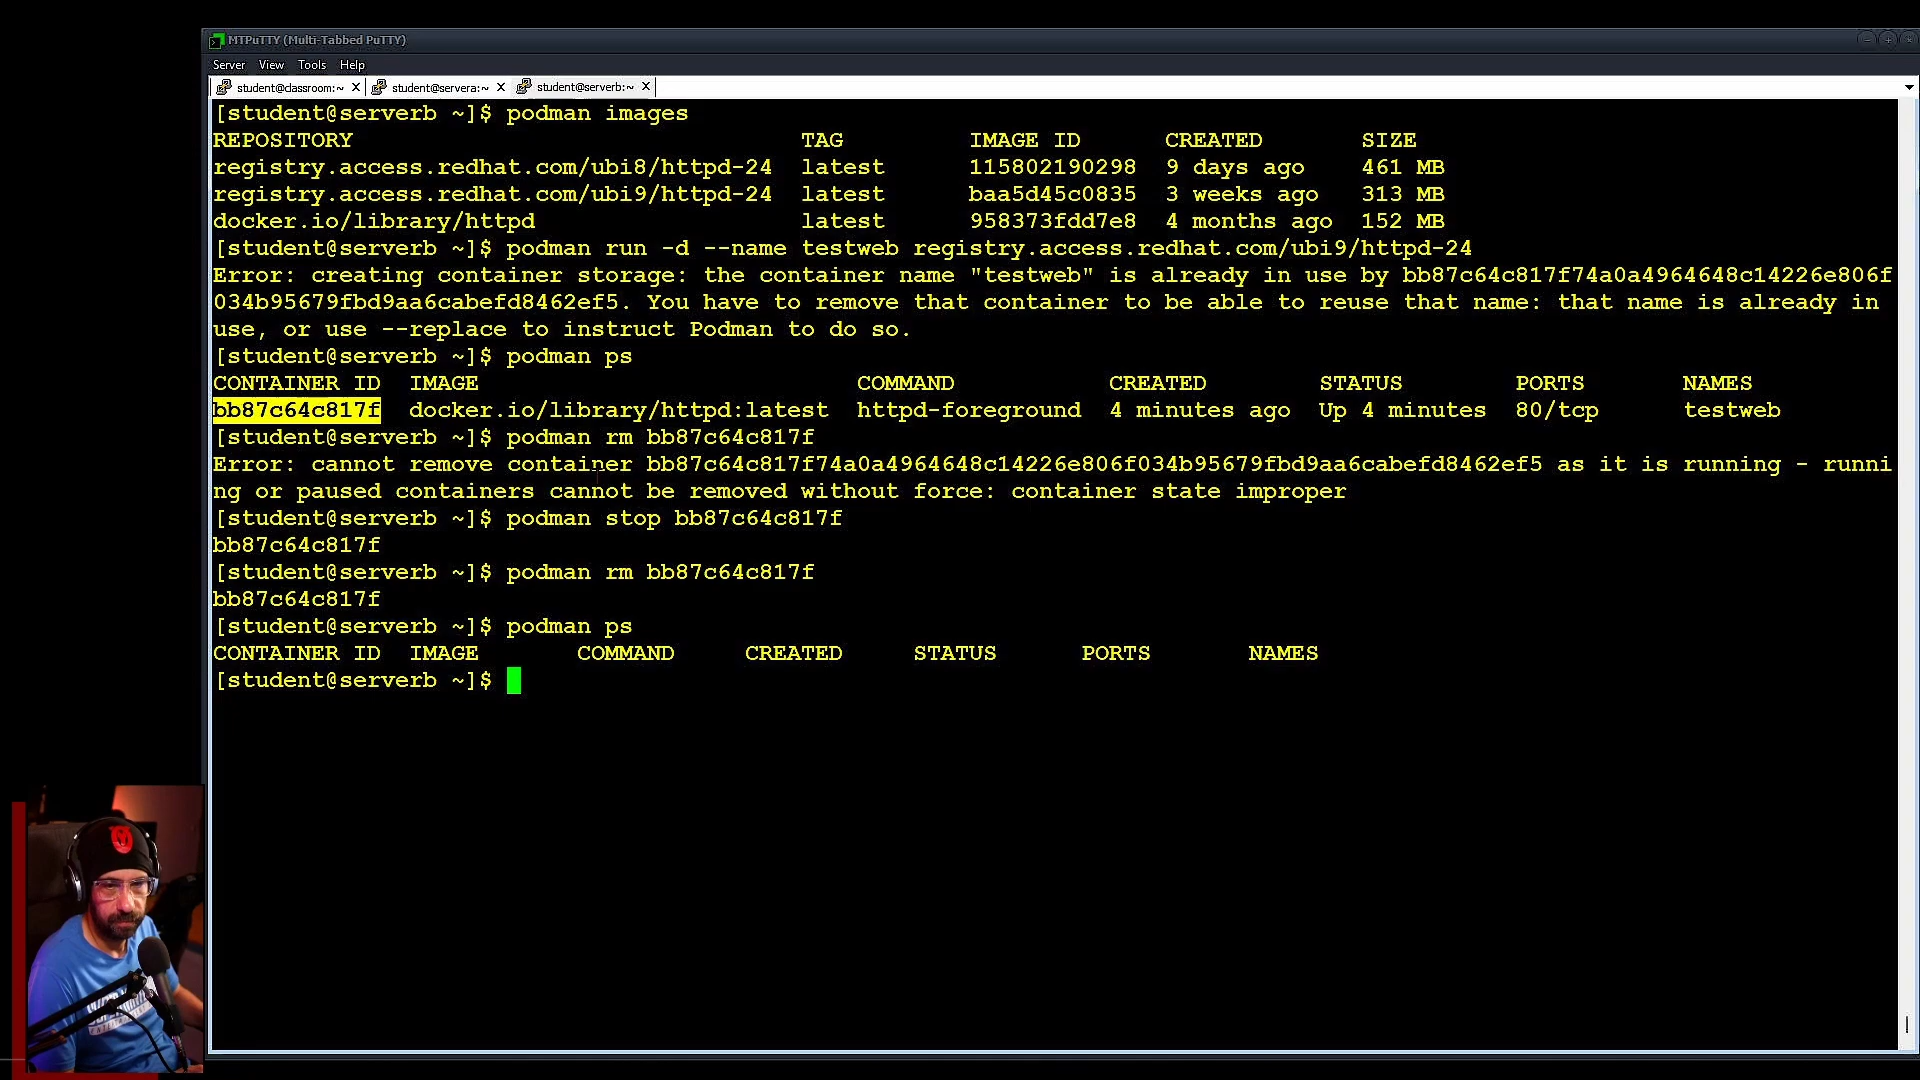 MTPuTTY (Multi-Tabbed PuTTY)
Server View Tools Help
student@classroom:~ student@servera:~ student@serverb:~
[student@serverb ~]$ podman images
REPOSITORY TAG IMAGE ID CREATED SIZE
registry.access.redhat.com/ubi8/httpd-24 latest 115802190298 9 days ago 461 MB
registry.access.redhat.com/ubi9/httpd-24 latest baa5d45c0835 3 weeks ago 313 MB
docker.io/library/httpd latest 958373fdd7e8 4 months ago 152 MB
[student@serverb ~]$ podman run -d --name testweb registry.access.redhat.com/ubi9/httpd-24
Error: creating container storage: the container name "testweb" is already in use by bb87c64c817f74a0a4964648c14226e806f
034b95679fbd9aa6cabefd8462ef5. You have to remove that container to be able to reuse that name: that name is already in
use, or use --replace to instruct Podman to do so.
[student@serverb ~]$ podman ps
CONTAINER ID IMAGE COMMAND CREATED STATUS PORTS NAMES
bb87c64c817f docker.io/library/httpd:latest httpd-foreground 4 minutes ago Up 4 minutes 80/tcp testweb
[student@serverb ~]$ podman rm bb87c64c817f
Error: cannot remove container bb87c64c817f74a0a4964648c14226e806f034b95679fbd9aa6cabefd8462ef5 as it is running - runni
ng or paused containers cannot be removed without force: container state improper
[student@serverb ~]$ podman stop bb87c64c817f
bb87c64c817f
[student@serverb ~]$ podman rm bb87c64c817f
bb87c64c817f
[student@serverb ~]$ podman ps
CONTAINER ID IMAGE COMMAND CREATED STATUS PORTS NAMES
[student@serverb ~]$